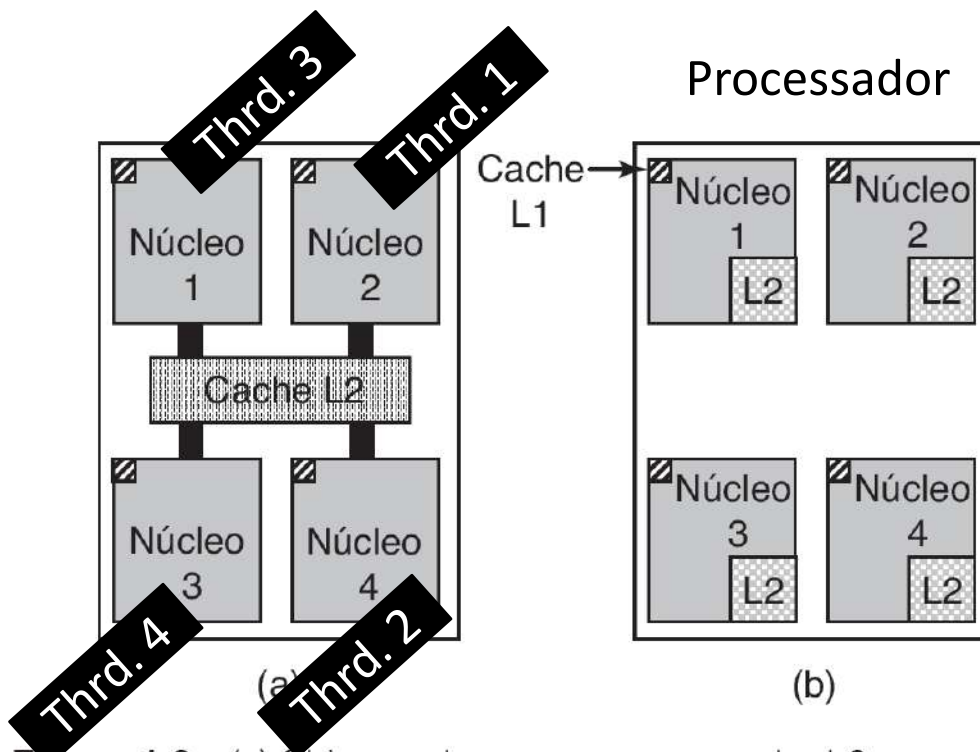 Thrd. 3
Thrd. 1
Processador
Núcleo
1
Núcleo
2
Cache L2
Núcleo
3
Núcleo
4
Thrd. 4
Thrd. 2
(a)
Cache
L1
Núcleo
1
L2
Núcleo
2
L2
Núcleo
3
L2
Núcleo
4
L2
(b)